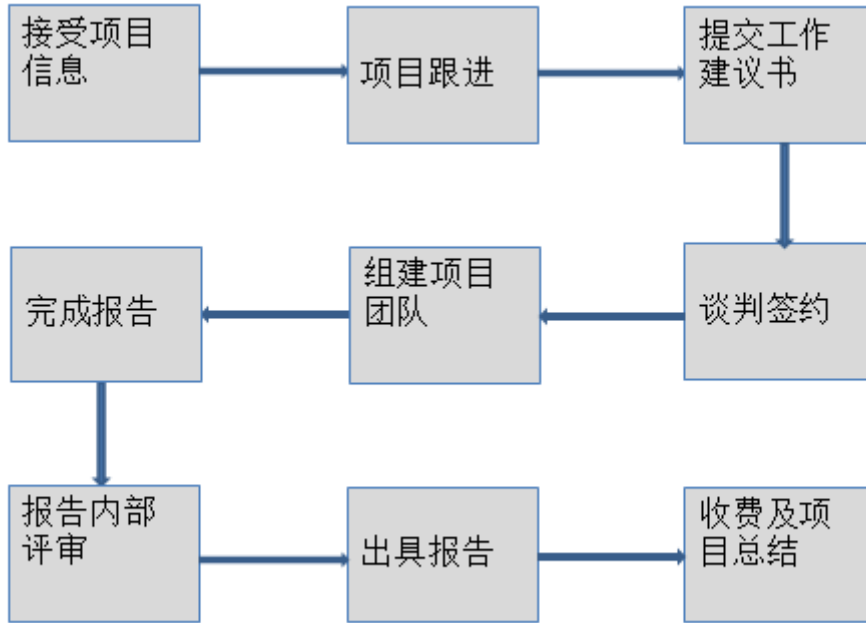 接受项目
信息
项目跟进
提交工作
建议书
谈判签约
组建项目
团队
完成报告
报告内部
评审
出具报告
收费及项
目总结